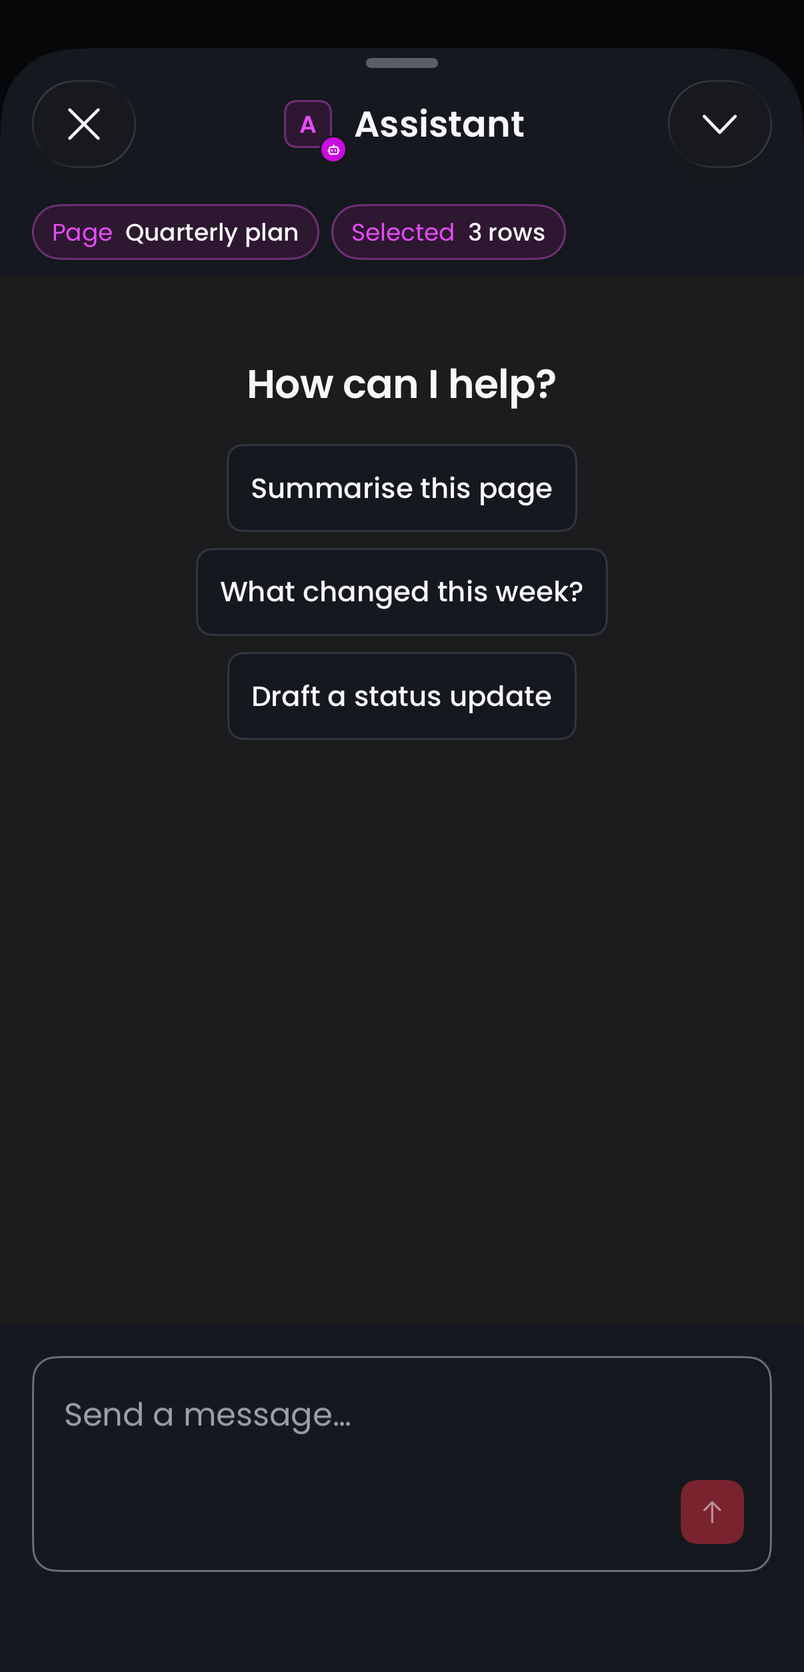 A Assistant
Page Quarterly plan Selected 3 rows
How can I help?
Summarise this page
What changed this week?
Draft a status update
Send a message...